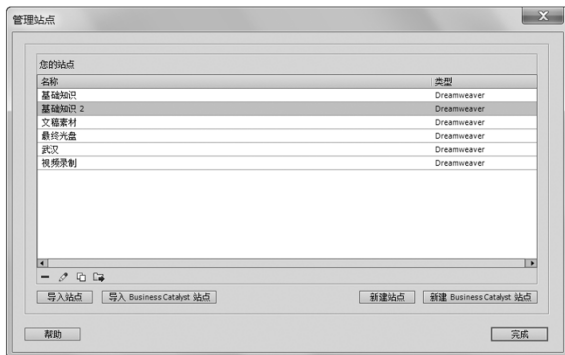 管理站点
您的站点
名称 类型
基础知识 Dreamweaver
基础知识 2 Dreamweaver
文稿素材 Dreamweaver
最终光盘 Dreamweaver
武汉 Dreamweaver
视频录制 Dreamweaver
导入站点 导入 Business Catalyst 站点 新建站点 新建 Business Catalyst 站点
帮助 完成